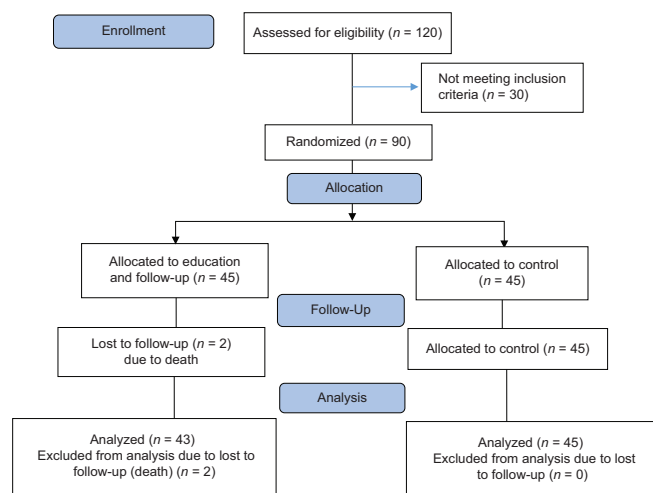 Enrollment
Assessed for eligibility (n = 120)
Not meeting inclusion
criteria (n = 30)
Randomized (n = 90)
Allocation
Allocated to education
and follow-up (n = 45)
Allocated to control
(n = 45)
Follow-Up
Lost to follow-up (n = 2)
due to death
Allocated to control (n = 45)
Analysis
Analyzed (n = 43)
Excluded from analysis due to lost to
follow-up (death) (n = 2)
Analyzed (n = 45)
Excluded from analysis due to lost
to follow-up (n = 0)